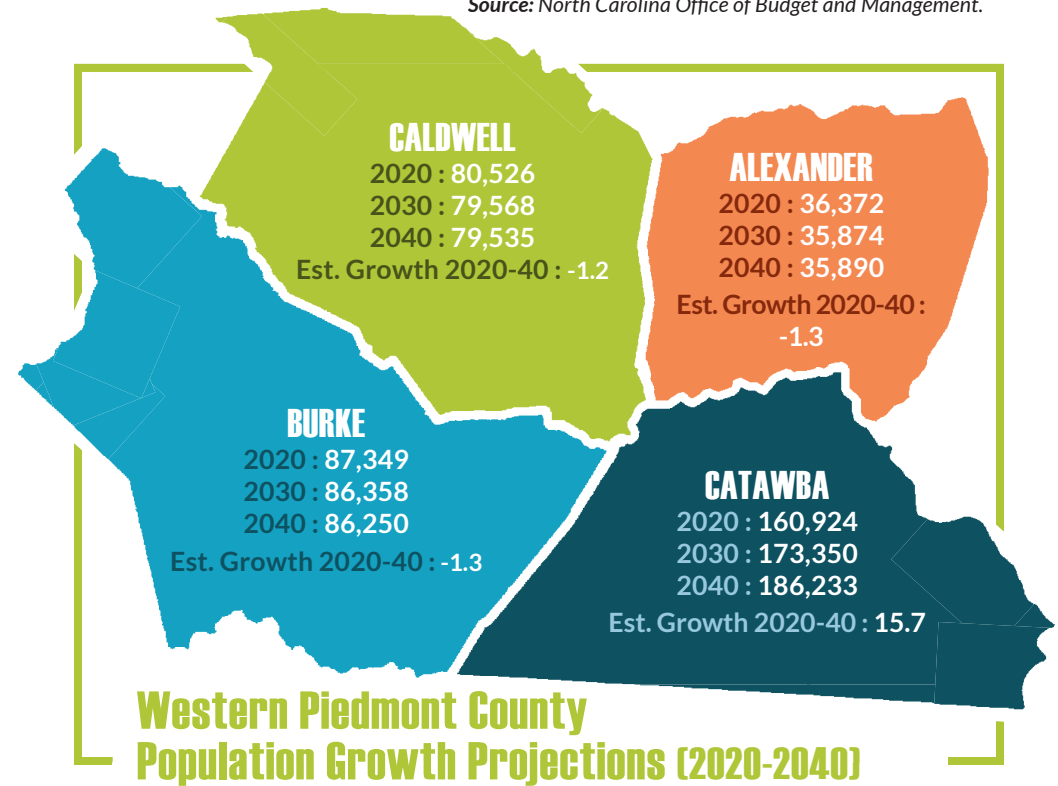 Source: North Carolina Office of Budget and Management.
CALDWELL
2020 : 80,526
2030 : 79,568
2040 : 79,535
Est. Growth 2020-40 : -1.2
ALEXANDER
2020 : 36,372
2030 : 35,874
2040 : 35,890
Est. Growth 2020-40 :
-1.3
BURKE
2020 : 87,349
2030 : 86,358
2040 : 86,250
Est. Growth 2020-40 : -1.3
CATAWBA
2020 : 160,924
2030 : 173,350
2040 : 186,233
Est. Growth 2020-40 : 15.7
Western Piedmont County
Population Growth Projections (2020-2040)